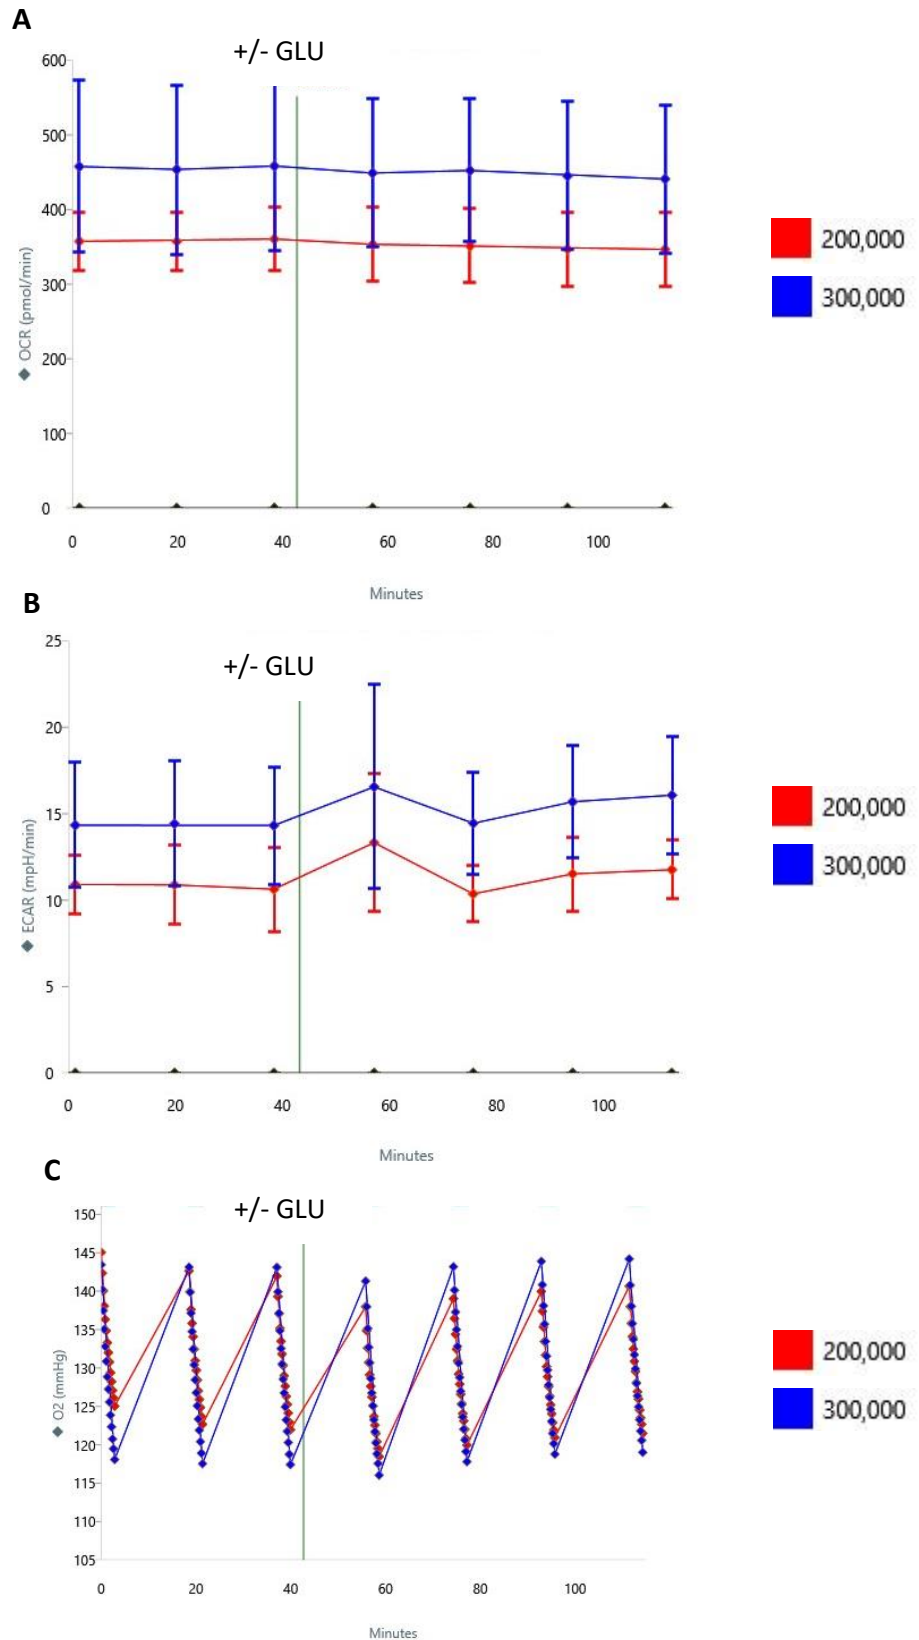 A
+/- GLU
600
500
400
300
200
100
0
◆ OCR (pmol/min)
0 20 40 60 80 100
Minutes
200,000
300,000
B
+/- GLU
25
20
15
10
5
0
◆ ECAR (mpH/min)
0 20 40 60 80 100
Minutes
200,000
300,000
C
+/- GLU
150
145
140
135
130
125
120
115
110
105
◆ O2 (mmHg)
0 20 40 60 80 100
Minutes
200,000
300,000